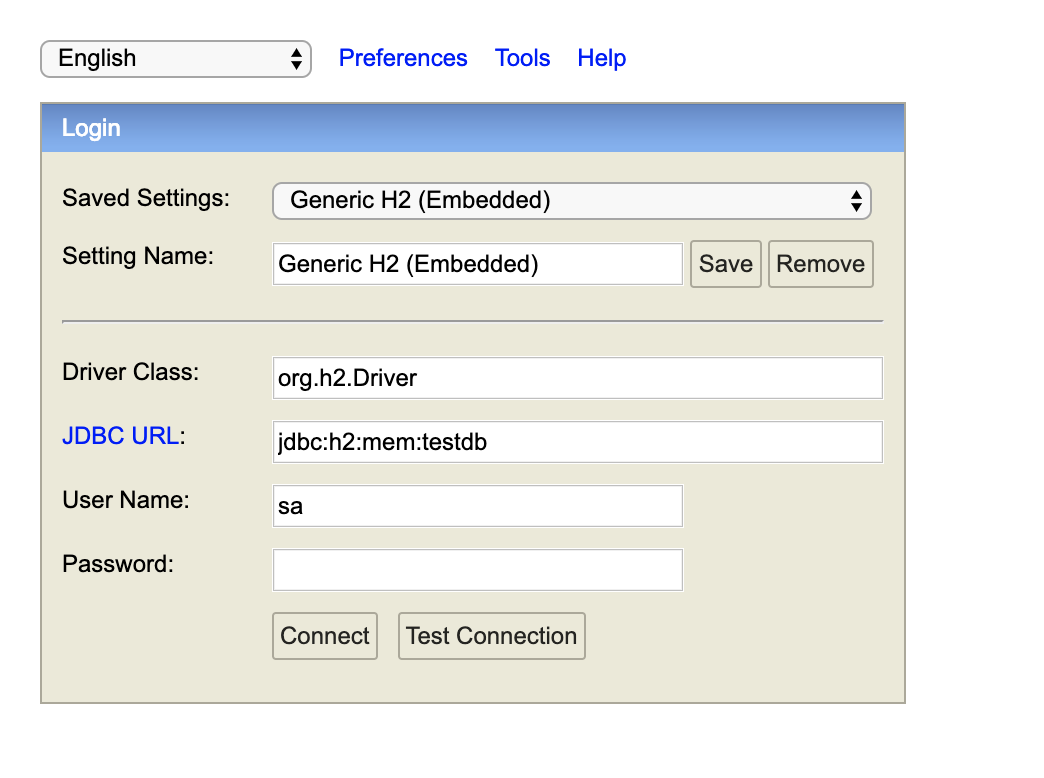 English Preferences Tools Help
Login
Saved Settings: Generic H2 (Embedded)
Setting Name: Generic H2 (Embedded) Save Remove
Driver Class: org.h2.Driver
JDBC URL: jdbc:h2:mem:testdb
User Name: sa
Password:
Connect Test Connection